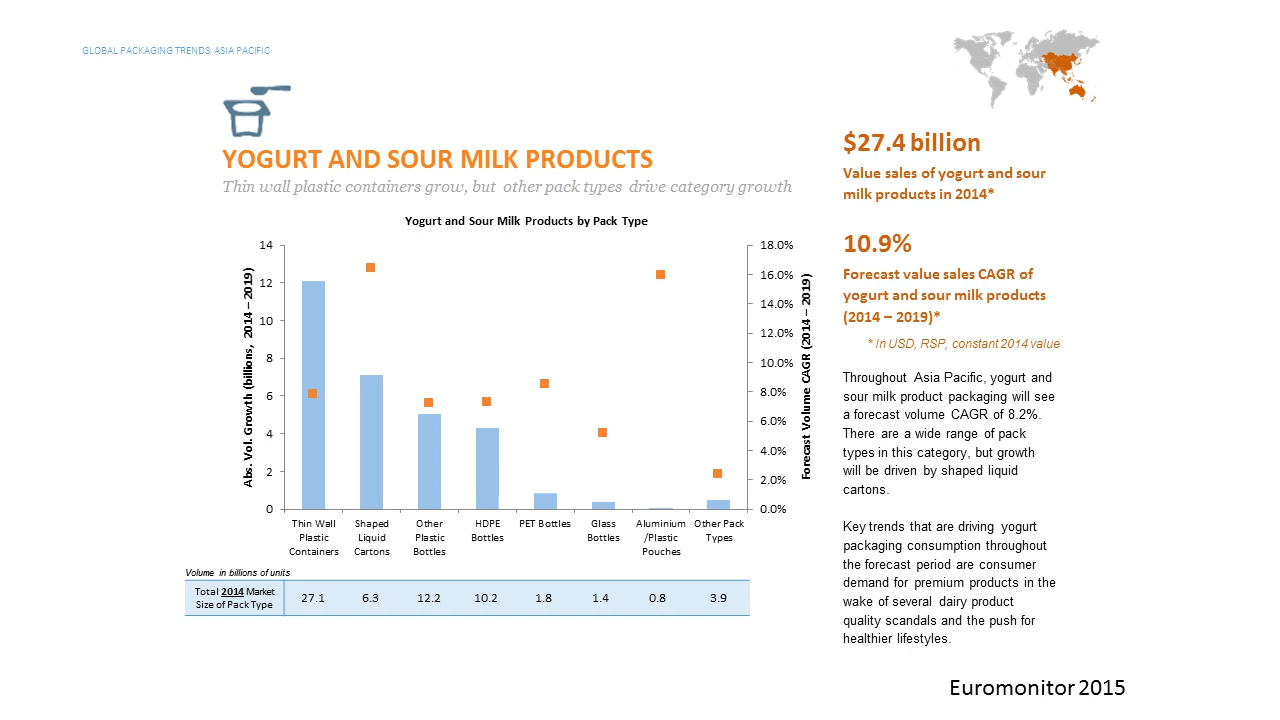 GLOBAL PACKAGING TRENDS: ASIA PACIFIC
YOGURT AND SOUR MILK PRODUCTS
Thin wall plastic containers grow, but other pack types drive category growth
Yogurt and Sour Milk Products by Pack Type
Abs. Vol. Growth (billions, 2014 – 2019)
14
12
10
8
6
4
2
0
18.0%
16.0%
14.0%
12.0%
10.0%
8.0%
6.0%
4.0%
2.0%
0.0%
Forecast Volume CAGR (2014 – 2019)
Thin Wall
Plastic
Containers
Shaped
Liquid
Cartons
Other
Plastic
Bottles
HDPE
Bottles
PET Bottles
Glass
Bottles
Aluminium
/Plastic
Pouches
Other Pack
Types
Volume in billions of units
Total 2014 Market
Size of Pack Type
27.1 6.3 12.2 10.2 1.8 1.4 0.8 3.9
$27.4 billion
Value sales of yogurt and sour
milk products in 2014*
10.9%
Forecast value sales CAGR of
yogurt and sour milk products
(2014 – 2019)*
* In USD, RSP, constant 2014 value
Throughout Asia Pacific, yogurt and
sour milk product packaging will see
a forecast volume CAGR of 8.2%.
There are a wide range of pack
types in this category, but growth
will be driven by shaped liquid
cartons.
Key trends that are driving yogurt
packaging consumption throughout
the forecast period are consumer
demand for premium products in the
wake of several dairy product
quality scandals and the push for
healthier lifestyles.
Euromonitor 2015